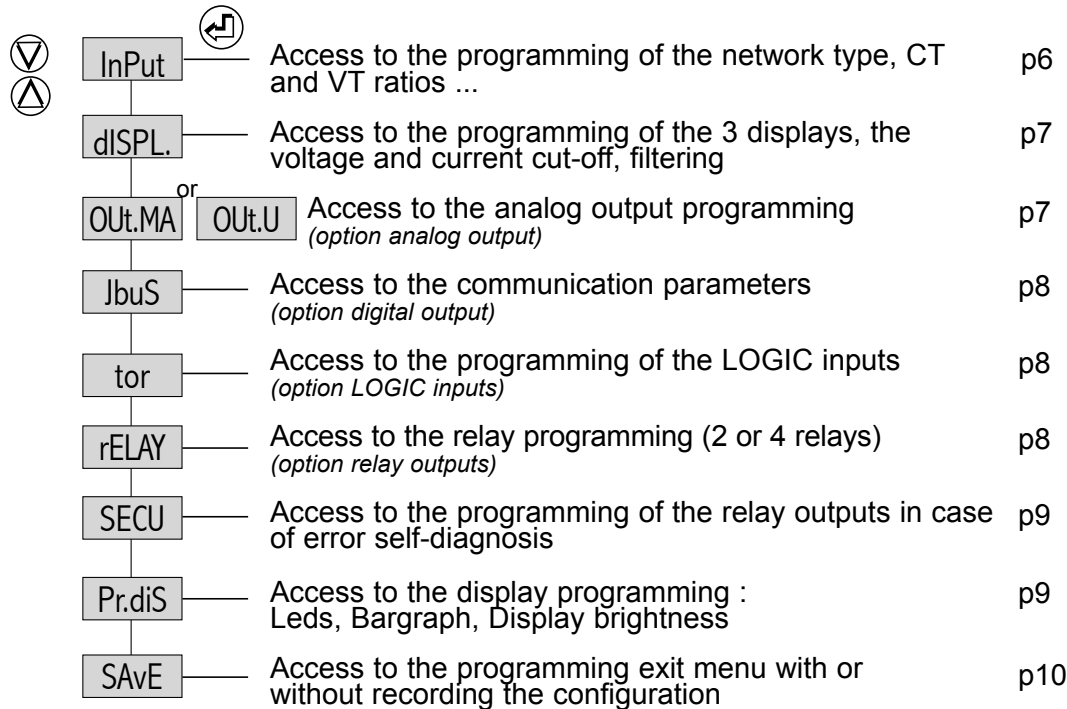 InPut Access to the programming of the network type, CT p6
and VT ratios ...
dISPL. Access to the programming of the 3 displays, the p7
voltage and current cut-off, filtering
or
OUt.MA OUt.U Access to the analog output programming p7
(option analog output)
JbuS Access to the communication parameters p8
(option digital output)
tor Access to the programming of the LOGIC inputs p8
(option LOGIC inputs)
rELAY Access to the relay programming (2 or 4 relays) p8
(option relay outputs)
SECU Access to the programming of the relay outputs in case p9
of error self-diagnosis
Pr.diS Access to the display programming : p9
Leds, Bargraph, Display brightness
SAvE Access to the programming exit menu with or p10
without recording the configuration